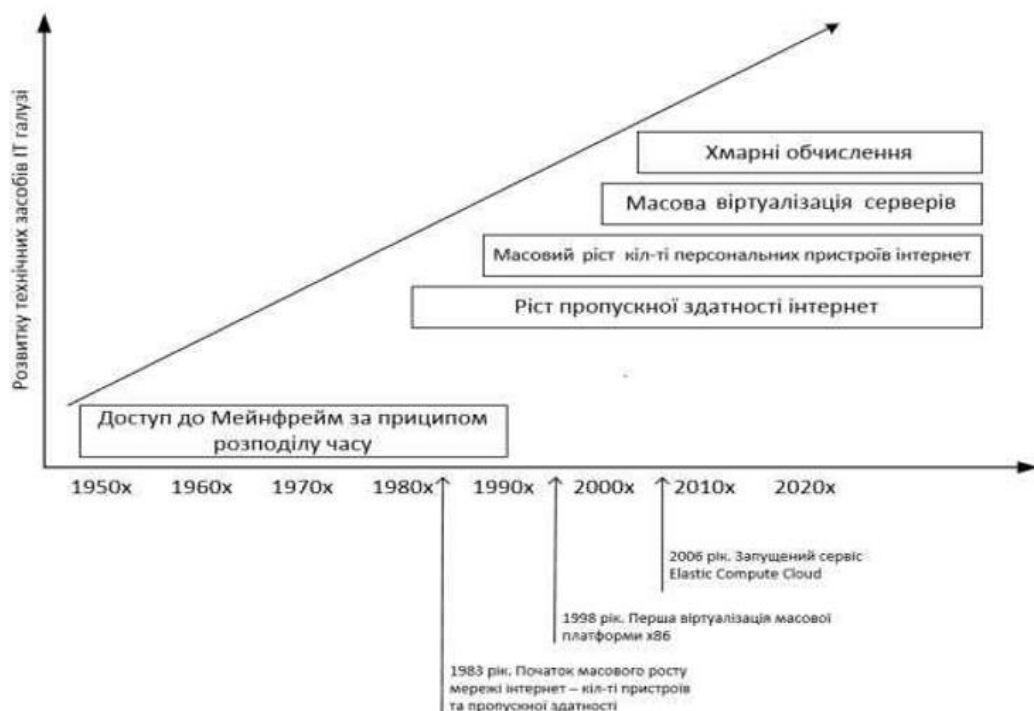 Розвитку технічних засобів ІТ галузі
Хмарні обчислення
Масова віртуалізація серверів
Масовий ріст кіл-ті персональних пристроїв інтернет
Ріст пропускної здатності інтернет
Доступ до Мейнфрейм за приципом
розподілу часу
1950х 1960х 1970х 1980х 1990х 2000х 2010х 2020х
2006 рік. Запущений сервіс
Elastic Compute Cloud
1998 рік. Перша віртуалізація масової
платформи х86
1983 рік. Початок масового росту
мережі інтернет – кіл-ті пристроїв
та пропускної здатності